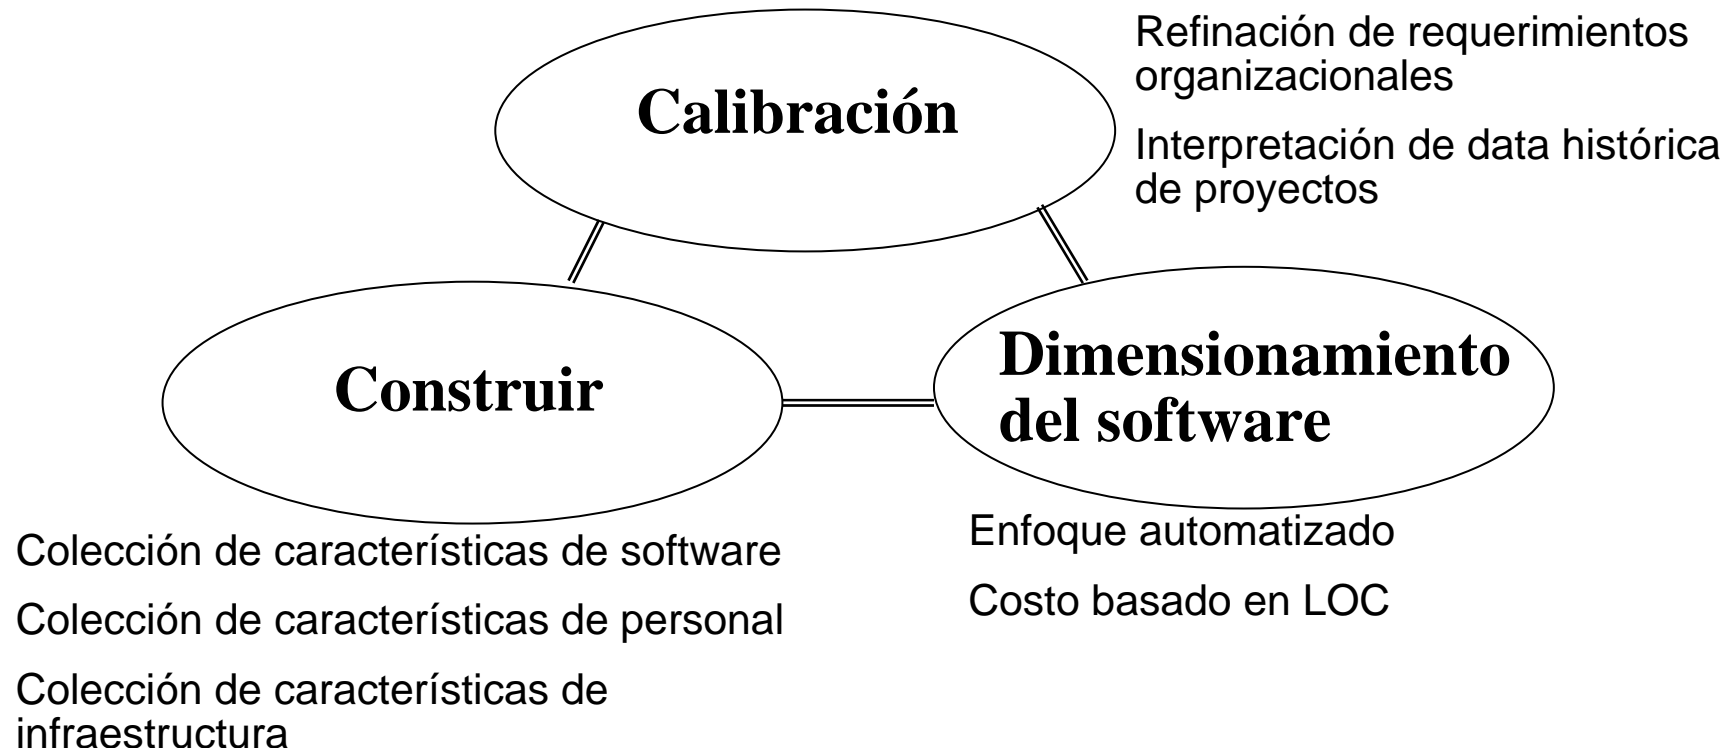 Calibración
Refinación de requerimientos
organizacionales
Interpretación de data histórica
de proyectos
Construir
Dimensionamiento
del software
Colección de características de software
Colección de características de personal
Colección de características de
infraestructura
Enfoque automatizado
Costo basado en LOC